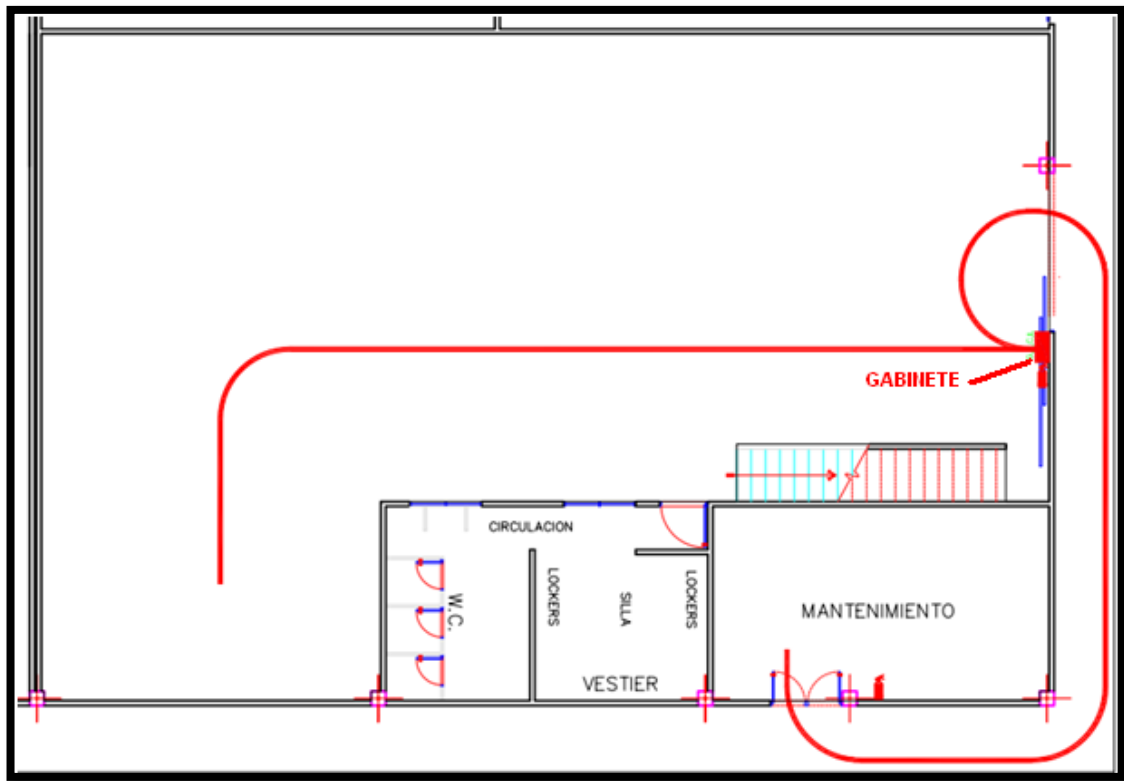 GABINETE
CIRCULACION
W.C.
LOCKERS
SILLA
LOCKERS
MANTENIMIENTO
VESTIER